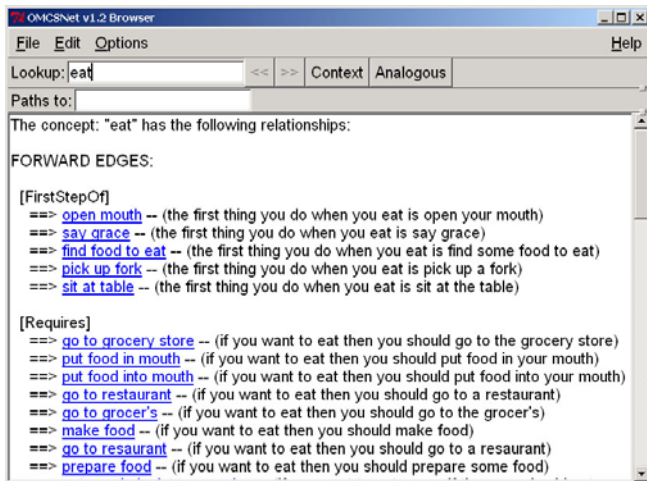 OMCSNet v1.2 Browser
File Edit Options Help
Lookup: eat << >> Context Analogous
Paths to:
The concept: "eat" has the following relationships:
FORWARD EDGES:
[FirstStepOf]
==> open mouth -- (the first thing you do when you eat is open your mouth)
==> say grace -- (the first thing you do when you eat is say grace)
==> find food to eat -- (the first thing you do when you eat is find some food to eat)
==> pick up fork -- (the first thing you do when you eat is pick up a fork)
==> sit at table -- (the first thing you do when you eat is sit at the table)
[Requires]
==> go to grocery store -- (if you want to eat then you should go to the grocery store)
==> put food in mouth -- (if you want to eat then you should put food in your mouth)
==> put food into mouth -- (if you want to eat then you should put food into your mouth)
==> go to restaurant -- (if you want to eat then you should go to a restaurant)
==> go to grocer's -- (if you want to eat then you should go to the grocer's)
==> make food -- (if you want to eat then you should make food)
==> go to resaurant -- (if you want to eat then you should go to a resaurant)
==> prepare food -- (if you want to eat then you should prepare some food)